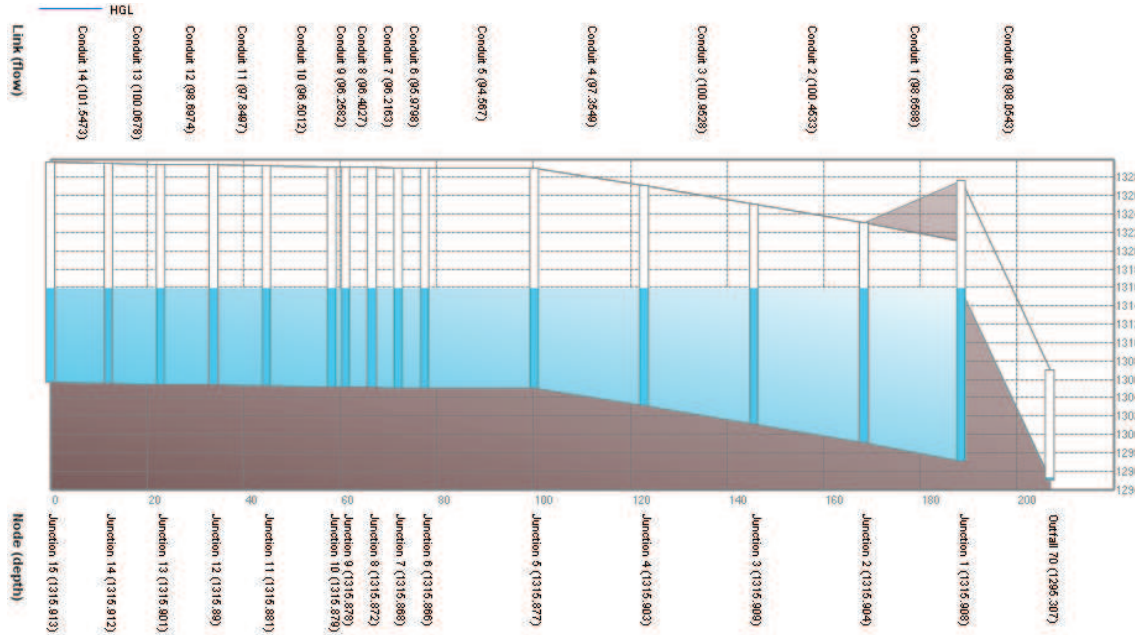 HGL
Link (flow)
Conduit 14 (101.5473)
Conduit 13 (100.0678)
Conduit 12 (98.6974)
Conduit 11 (97.8497)
Conduit 10 (96.5012)
Conduit 9 (96.2582)
Conduit 8 (96.4027)
Conduit 7 (96.2163)
Conduit 6 (95.9798)
Conduit 5 (94.567)
Conduit 4 (97.3549)
Conduit 3 (100.9528)
Conduit 2 (100.4533)
Conduit 1 (98.6588)
Conduit 69 (98.0543)
0 20 40 60 80 100 120 140 160 180 200
Node (depth)
Junction 15 (1315.913)
Junction 14 (1315.912)
Junction 13 (1315.901)
Junction 12 (1315.89)
Junction 11 (1315.881)
Junction 10 (1315.879)
Junction 9 (1315.878)
Junction 8 (1315.872)
Junction 7 (1315.868)
Junction 6 (1315.866)
Junction 5 (1315.877)
Junction 4 (1315.903)
Junction 3 (1315.909)
Junction 2 (1315.904)
Junction 1 (1315.908)
Outfall 70 (1295.307)